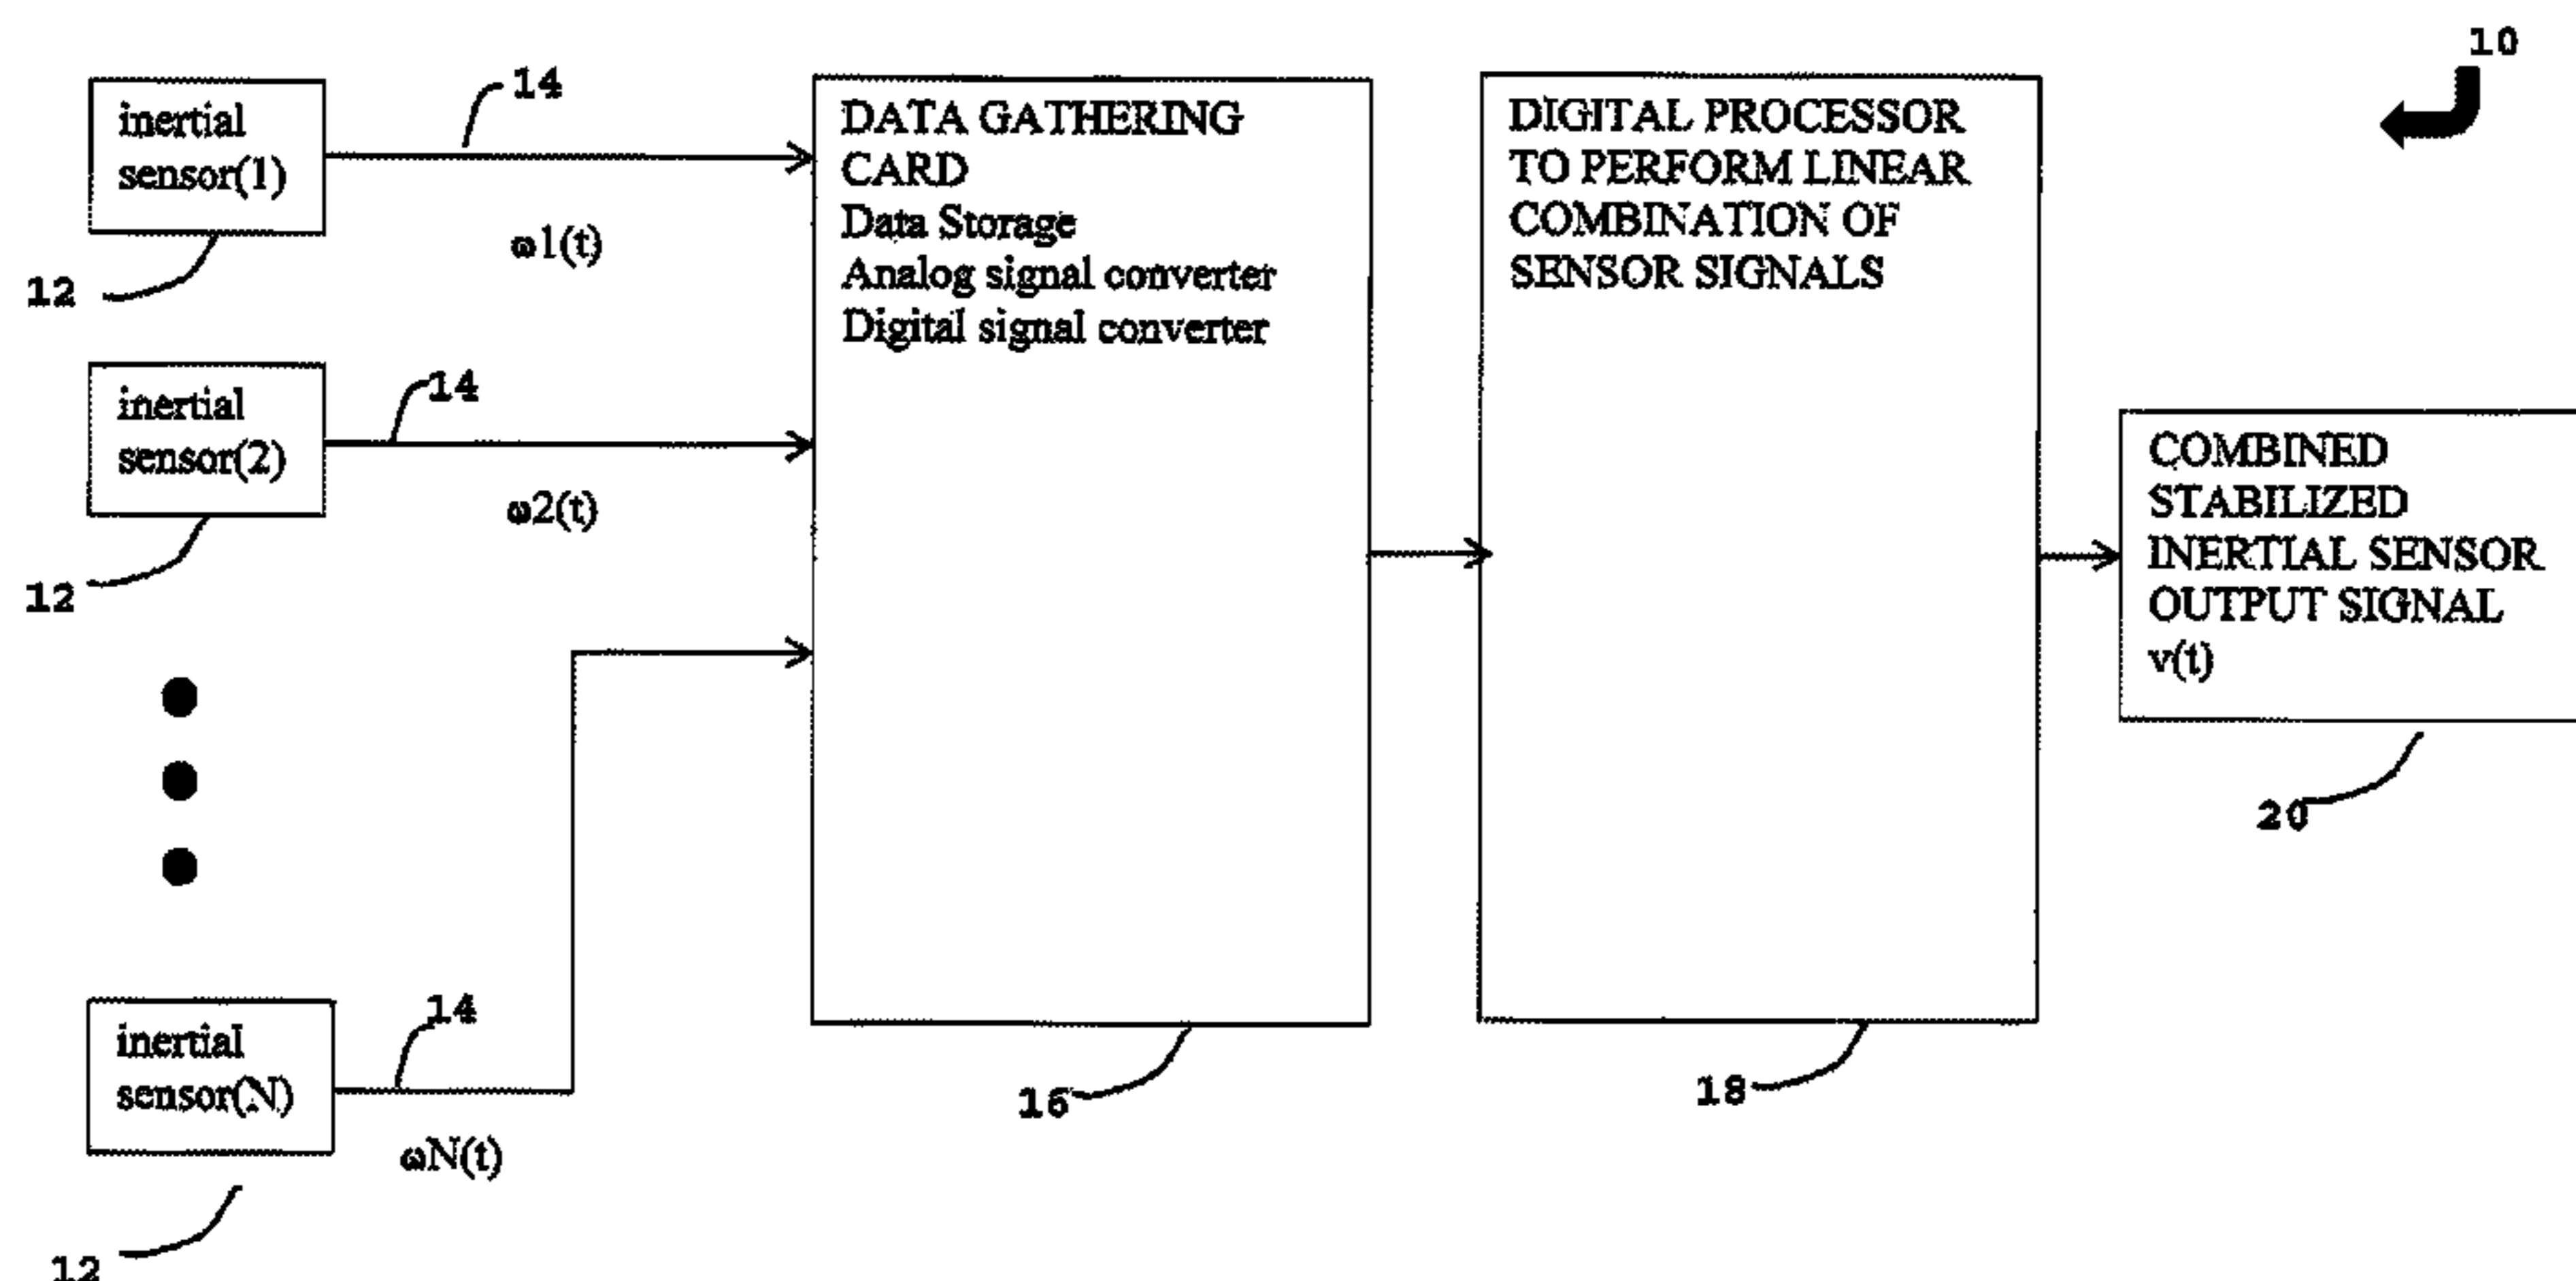 10
inertial
sensor(1)
14
ω1(t)
12
inertial
sensor(2)
14
ω2(t)
12
inertial
sensor(N)
14
ωN(t)
12
DATA GATHERING
CARD
Data Storage
Analog signal converter
Digital signal converter
16
DIGITAL PROCESSOR
TO PERFORM LINEAR
COMBINATION OF
SENSOR SIGNALS
18
COMBINED
STABILIZED
INERTIAL SENSOR
OUTPUT SIGNAL
v(t)
20